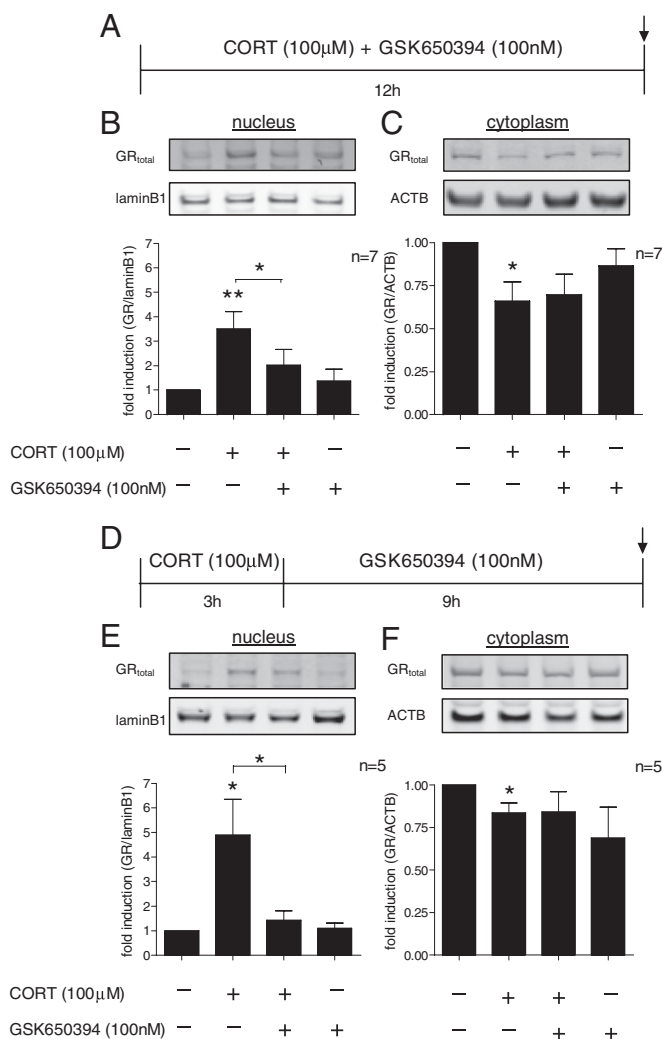 A
CORT (100μM) + GSK650394 (100nM)
12h
B
nucleus
GRtotal
laminB1
fold induction (GR/laminB1)
7
6
5
4
3
2
1
0
n=7
*
**
C
cytoplasm
GRtotal
ACTB
fold induction (GR/ACTB)
1.00
0.75
0.50
0.25
0.00
n=7
*
CORT (100μM) − + + − − + + −
GSK650394 (100nM) − − + + − − + +
D
CORT (100μM) GSK650394 (100nM)
3h 9h
E
nucleus
GRtotal
laminB1
fold induction (GR/laminB1)
7
6
5
4
3
2
1
0
n=5
*
*
F
cytoplasm
GRtotal
ACTB
fold induction (GR/ACTB)
1.00
0.75
0.50
0.25
0.00
n=5
*
CORT (100μM) − + + − − + + −
GSK650394 (100nM) − − + + − − + +